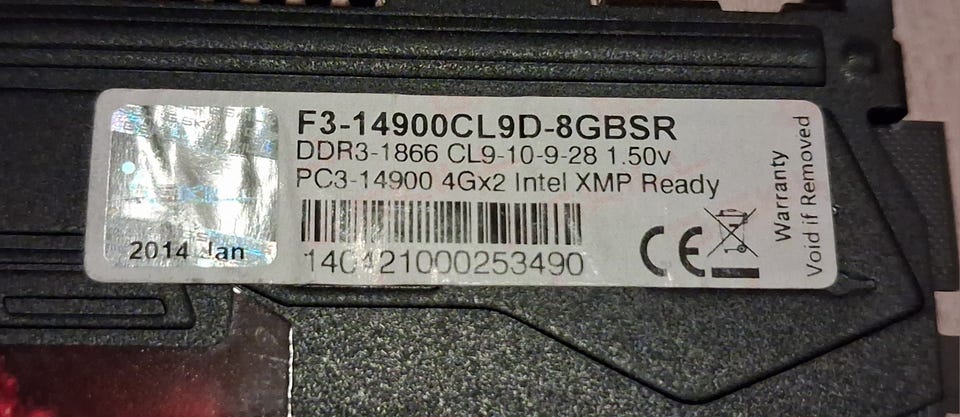 F3-14900CL9D-8GBSR
DDR3-1866 CL9-10-9-28 1.50v
PC3-14900 4Gx2 Intel XMP Ready
2014 Jan
CE
Warranty
Void if Removed